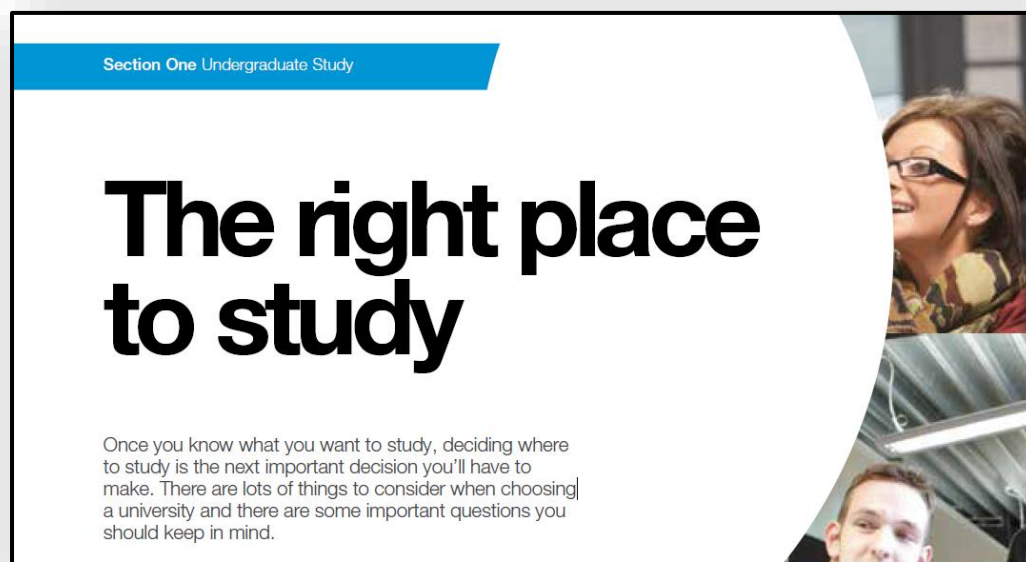 Section One Undergraduate Study
The right place
to study
Once you know what you want to study, deciding where
to study is the next important decision you'll have to
make. There are lots of things to consider when choosing
a university and there are some important questions you
should keep in mind.